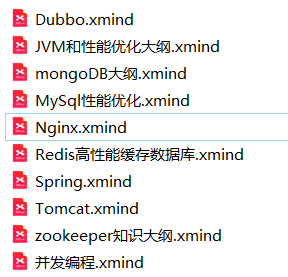 Dubbo.xmind
JVM和性能优化大纲.xmind
mongoDB大纲.xmind
MySql性能优化.xmind
Nginx.xmind
Redis高性能缓存数据库.xmind
Spring.xmind
Tomcat.xmind
zookeeper知识大纲.xmind
并发编程.xmind